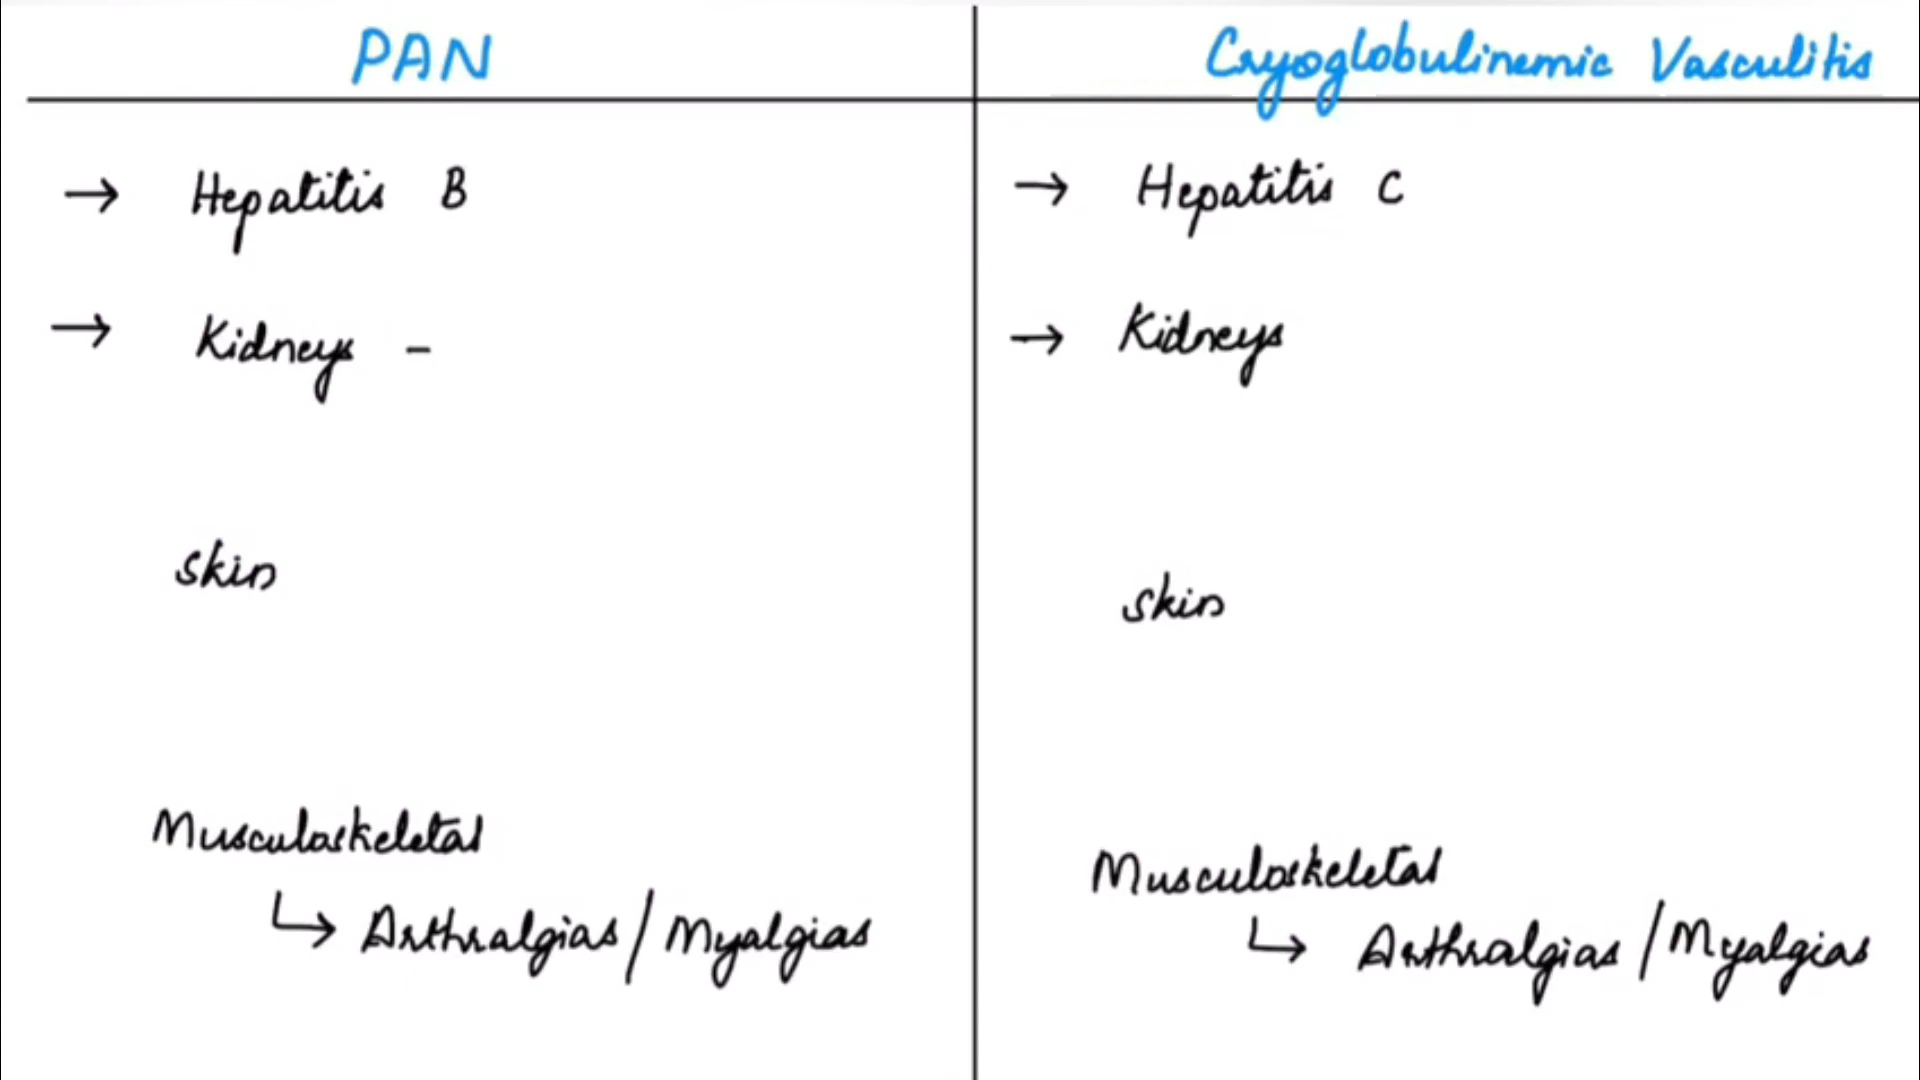 PAN
Cryoglobulinemic Vasculitis
→ Hepatitis B
→ Kidneys -
skin
Musculoskeletal
↳ Arthralgias / Myalgias
→ Hepatitis C
→ Kidneys
skin
Musculoskeletal
↳ Arthralgias / Myalgias